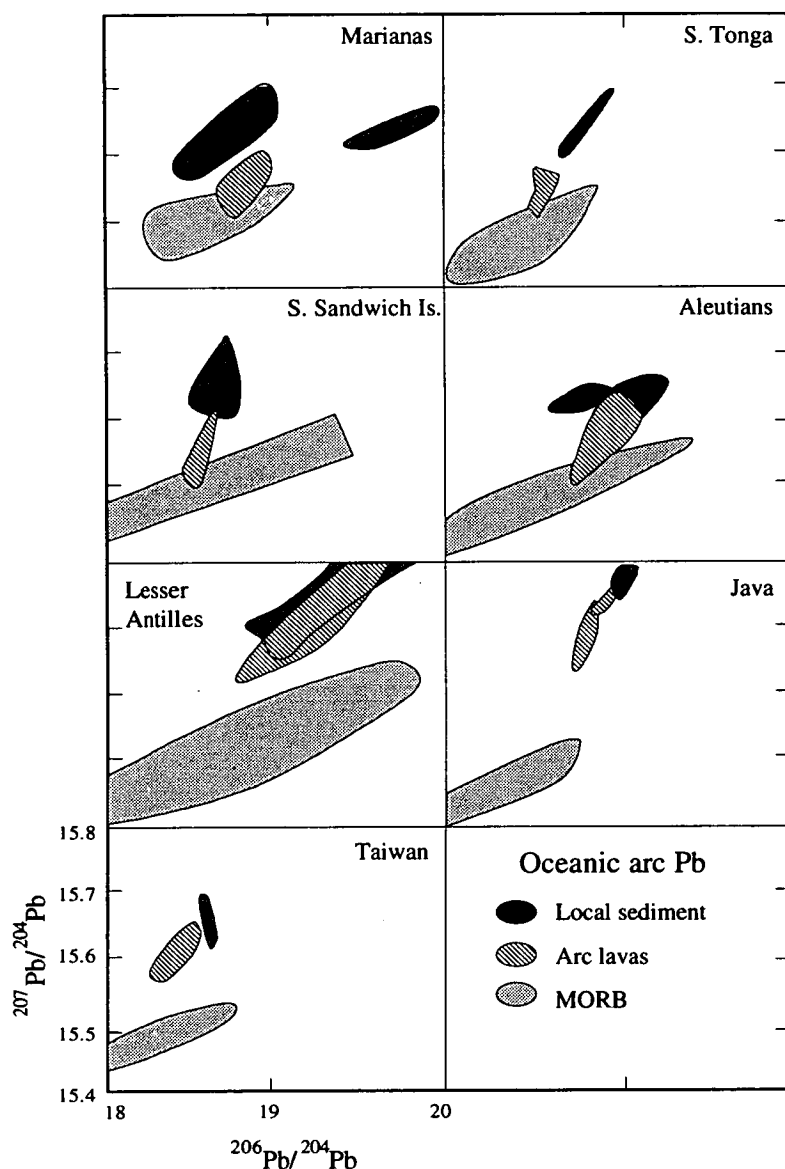 Marianas
S. Tonga
S. Sandwich Is.
Aleutians
Lesser
Antilles
Java
Taiwan
Oceanic arc Pb
Local sediment
Arc lavas
MORB
15.8
15.7
15.6
15.5
15.4
207Pb/204Pb
18
19
20
206Pb/204Pb